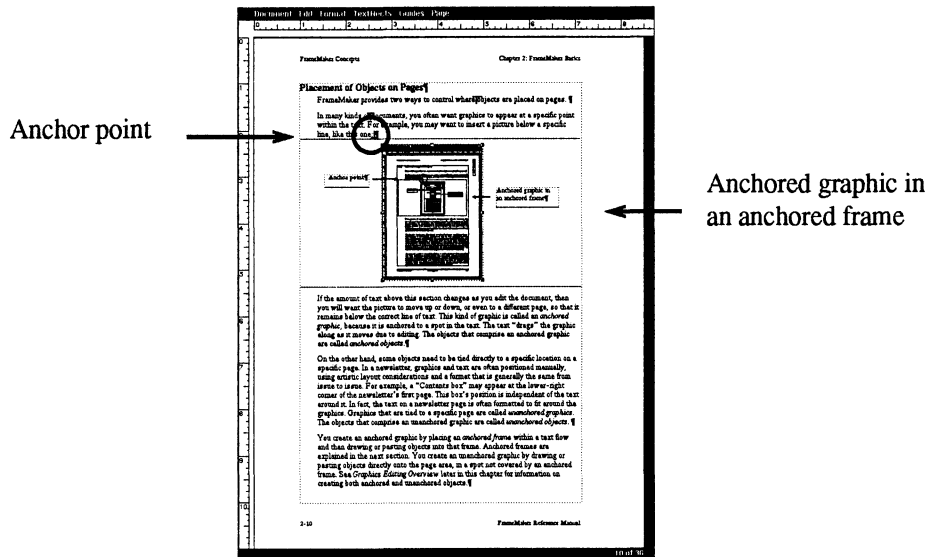 Document Edit Format TextRects Guides Page
0 1 2 3 4 5 6 7 8
FrameMaker Concepts Chapter 2: FrameMaker Basics
Placement of Objects on Pages¶
FrameMaker provides two ways to control where objects are placed on pages. ¶
In many kinds of documents, you often want graphics to appear at a specific point
within the text. For example, you may want to insert a picture below a specific
line, like this one.¶
Anchor point
Anchor point¶
Anchored graphic in
an anchored frame¶
Anchored graphic in
an anchored frame
If the amount of text above this section changes as you edit the document, then
you will want the picture to move up or down, or even to a different page, so that it
remains below the correct line of text. This kind of graphic is called an anchored
graphic, because it is anchored to a spot in the text. The text "drags" the graphic
along as it moves due to editing. The objects that comprise an anchored graphic
are called anchored objects.¶
On the other hand, some objects need to be tied directly to a specific location on a
specific page. In a newsletter, graphics and text are often positioned manually,
using artistic layout considerations and a format that is generally the same from
issue to issue. For example, a "Contents box" may appear at the lower-right
corner of the newsletter's first page. This box's position is independent of the text
around it. In fact, the text on a newsletter page is often formatted to fit around the
graphics. Graphics that are tied to a specific page are called unanchored graphics.
The objects that comprise an unanchored graphic are called unanchored objects. ¶
You create an anchored graphic by placing an anchored frame within a text flow
and then drawing or pasting objects into that frame. Anchored frames are
explained in the next section. You create an unanchored graphic by drawing or
pasting objects directly onto the page area, in a spot not covered by an anchored
frame. See Graphics Editing Overview later in this chapter for information on
creating both anchored and unanchored objects.¶
2-10 FrameMaker Reference Manual
10 of 36